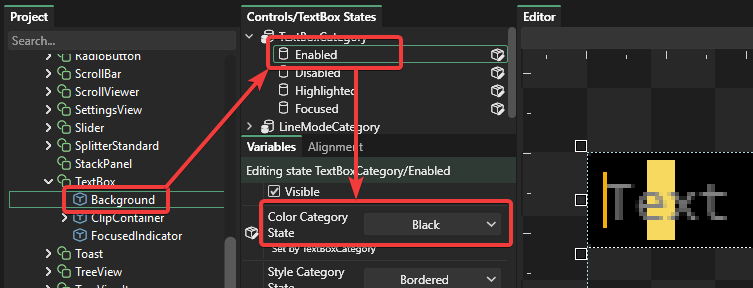 Project
Search...
RadioButton
ScrollBar
ScrollViewer
SettingsView
Slider
SplitterStandard
StackPanel
TextBox
Background
ClipContainer
FocusedIndicator
Toast
TreeView
Controls/TextBox States
TextBoxCategory
Enabled
Disabled
Highlighted
Focused
LineModeCategory
Variables Alignment
Editing state TextBoxCategory/Enabled
Visible
Color Category
State
Black
Set by TextBoxCategory
Style Category
State
Bordered
Editor
Text